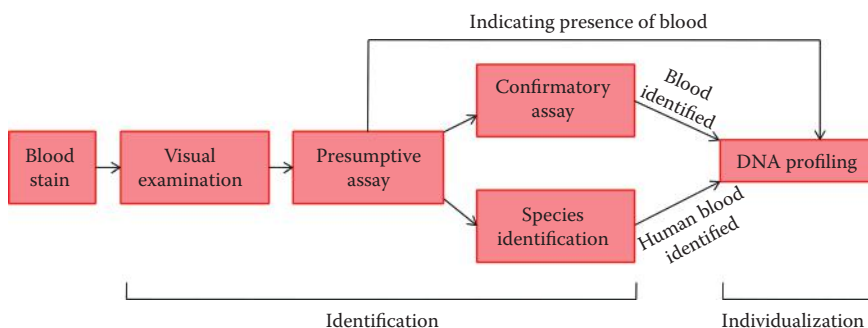 Indicating presence of blood
Blood
stain
Visual
examination
Presumptive
assay
Confirmatory
assay
Species
identification
Blood
identified
Human blood
identified
DNA profiling
Identification
Individualization